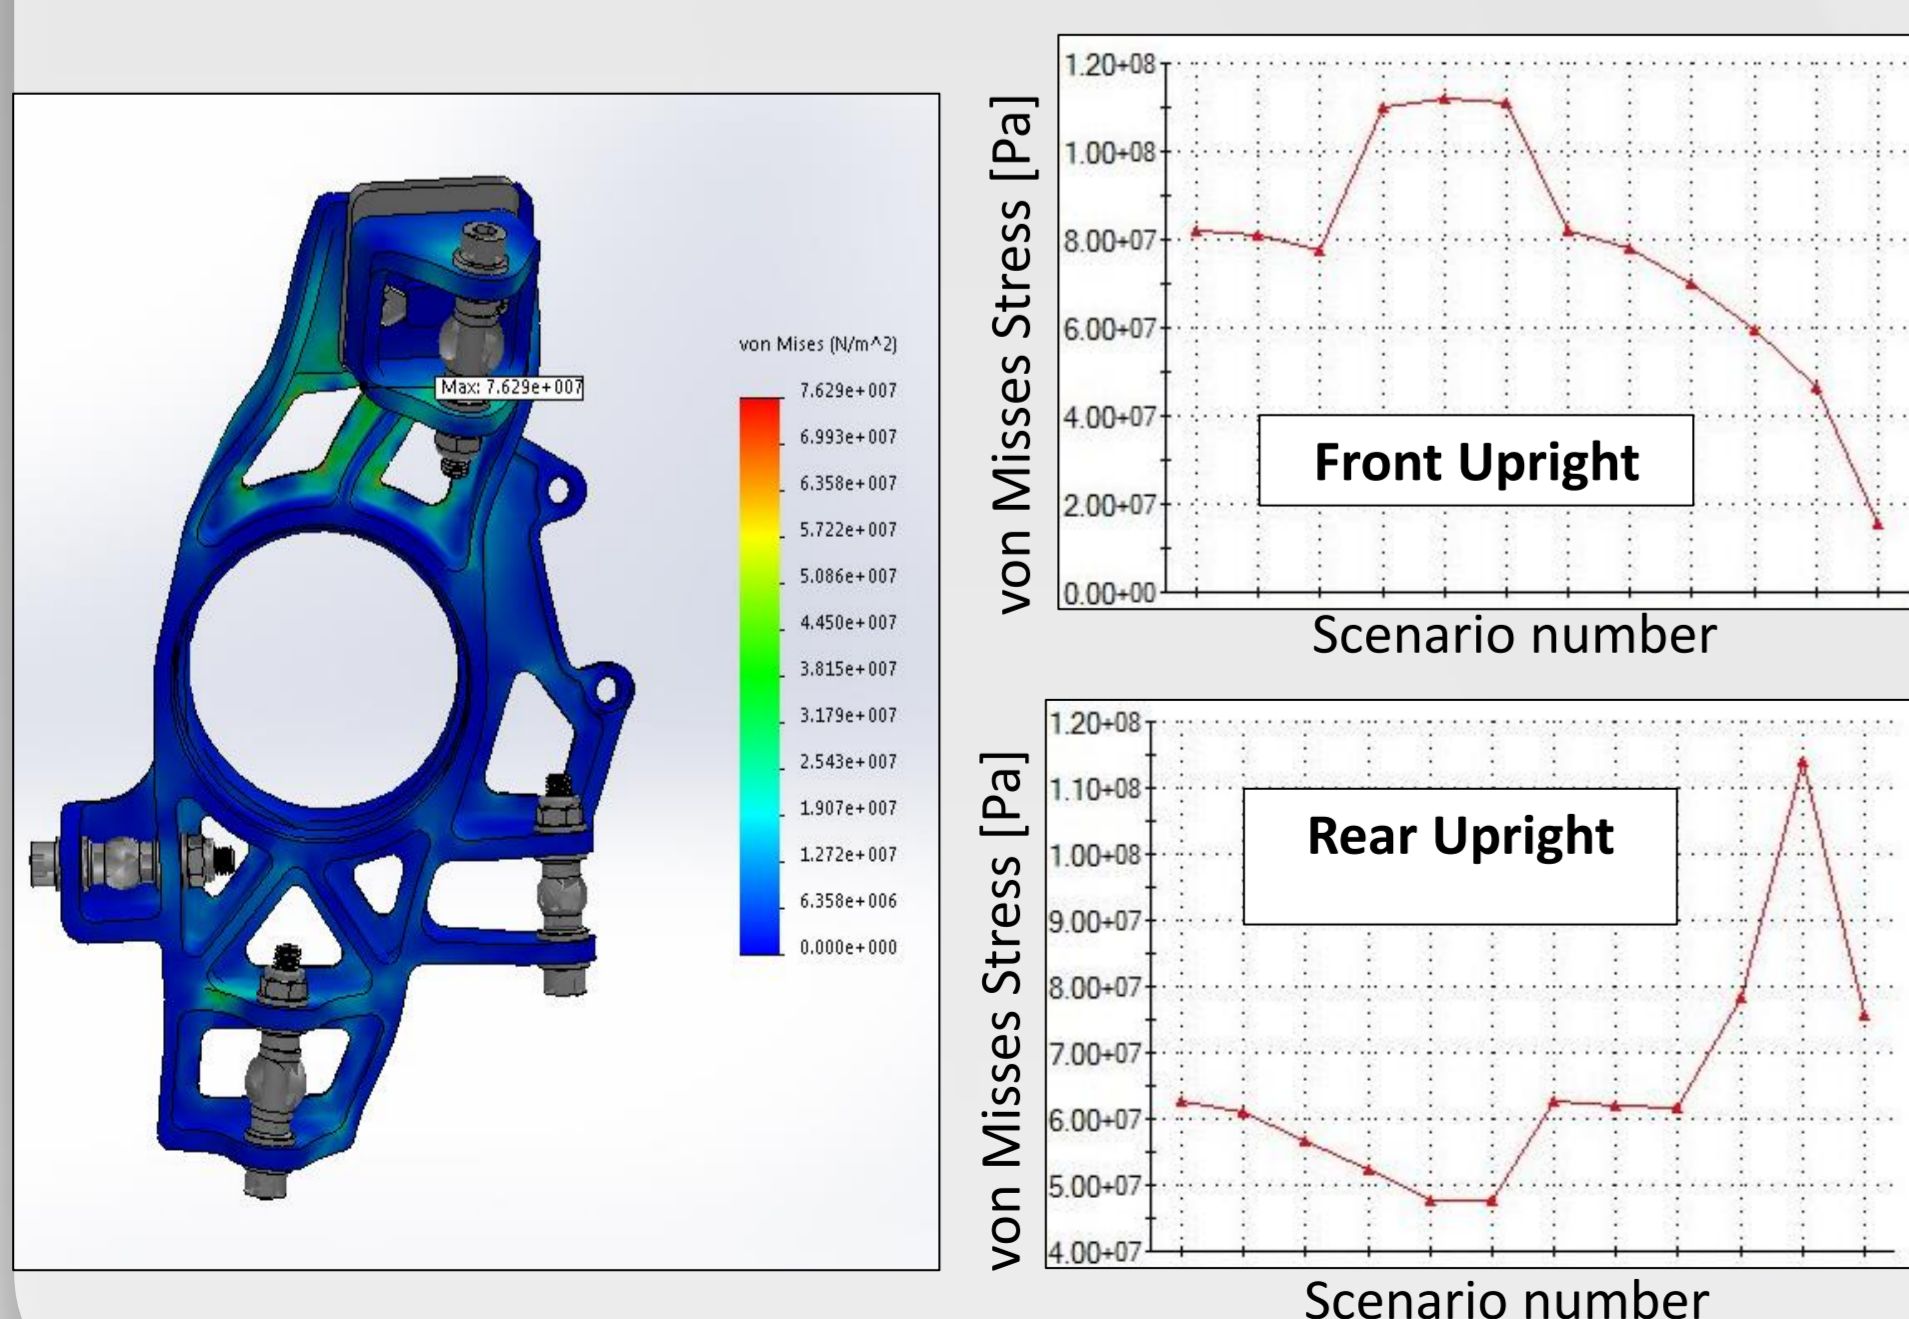 von Mises (N/m^2)
7.629e+007
6.993e+007
6.358e+007
5.722e+007
5.086e+007
4.450e+007
3.815e+007
3.179e+007
2.543e+007
1.907e+007
1.272e+007
6.358e+006
0.000e+000
Max: 7.629e+007
von Misses Stress [Pa]
1.20+08
1.00+08
8.00+07
6.00+07
4.00+07
2.00+07
0.00+00
Front Upright
Scenario number
von Misses Stress [Pa]
1.20+08
1.10+08
1.00+08
9.00+07
8.00+07
7.00+07
6.00+07
5.00+07
4.00+07
Rear Upright
Scenario number